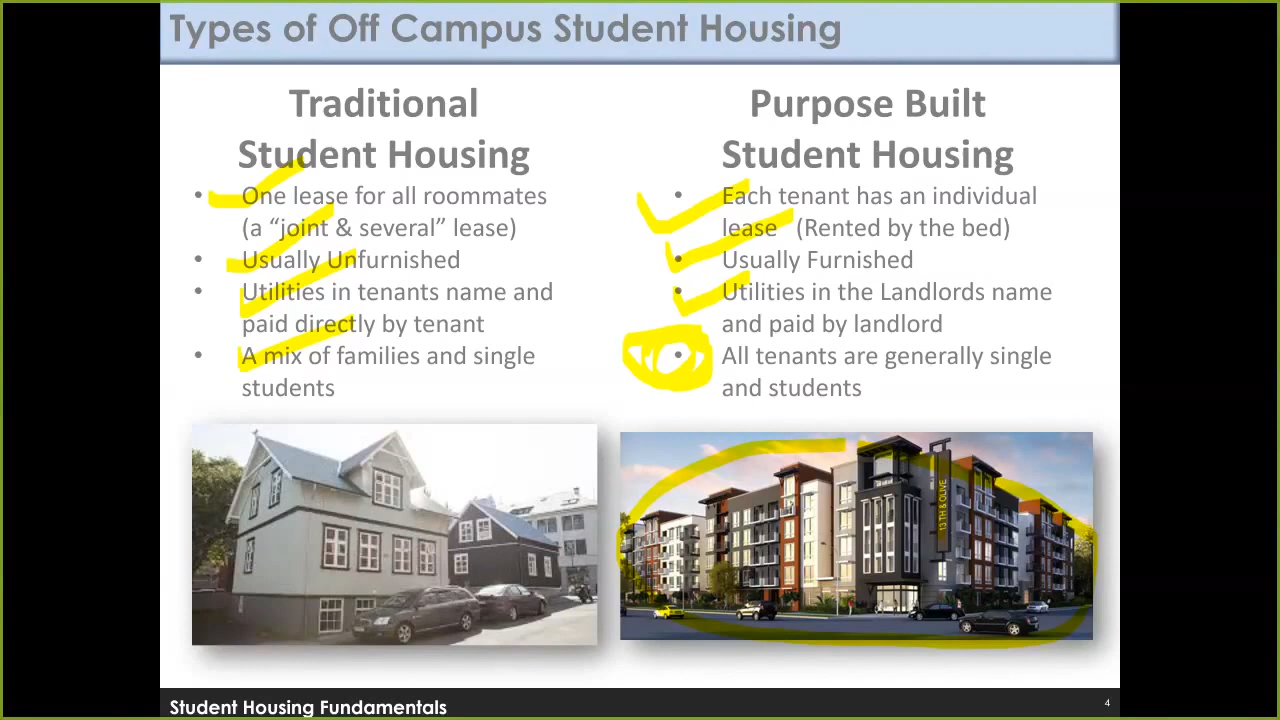 Types of Off Campus Student Housing
Traditional
Student Housing
• One lease for all roommates
(a “joint & several” lease)
• Usually Unfurnished
• Utilities in tenants name and
paid directly by tenant
• A mix of families and single
students
Purpose Built
Student Housing
• Each tenant has an individual
lease (Rented by the bed)
• Usually Furnished
• Utilities in the Landlords name
and paid by landlord
• All tenants are generally single
and students
13TH & OLIVE
Student Housing Fundamentals
4